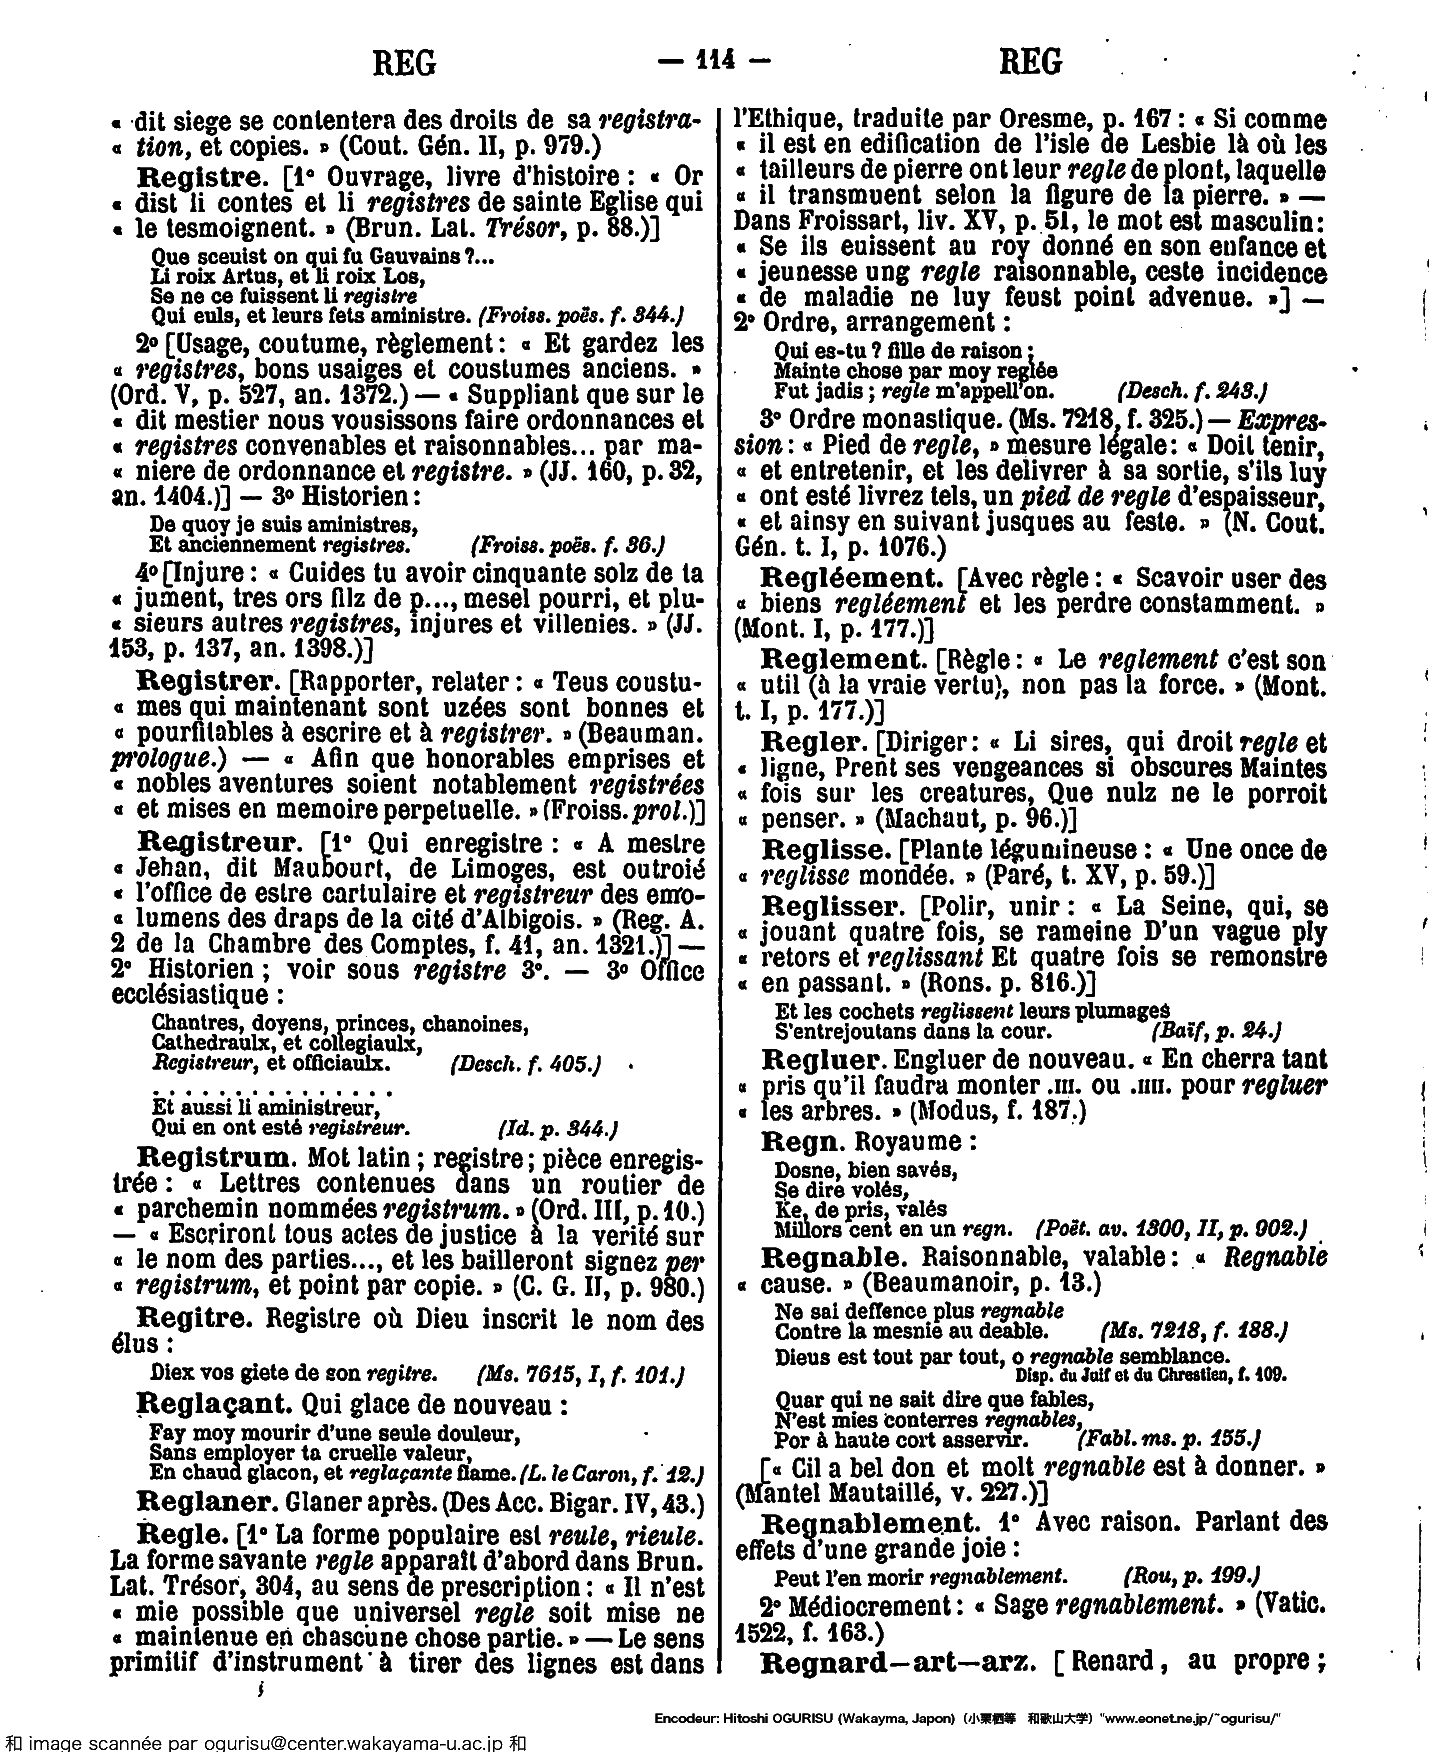 REG — 114 — REG
« dit siege se contentera des droits de sa registra-
« tion, et copies. » (Cout. Gén. II, p. 979.)
Registre. [1° Ouvrage, livre d'histoire : « Or
« dist li contes et li registres de sainte Eglise qui
« le tesmoignent. » (Brun. Lat. Trésor, p. 88.)]
Que sceuist on qui fu Gauvains ?...
Li roix Artus, et li roix Los,
Se ne ce fuissent li registre
Qui euls, et leurs fets aministre. (Froiss. poës. f. 344.)
2° [Usage, coutume, règlement : « Et gardez les
« registres, bons usaiges et coustumes anciens. »
(Ord. V, p. 527, an. 1372.) — « Suppliant que sur le
« dit mestier nous vousissons faire ordonnances et
« registres convenables et raisonnables... par ma-
« niere de ordonnance et registre. » (JJ. 160, p. 32,
an. 1404.)] — 3° Historien :
De quoy je suis aministres,
Et anciennement registres. (Froiss. poës. f. 36.)
4° [Injure : « Cuides tu avoir cinquante solz de ta
« jument, tres ors filz de p..., mesel pourri, et plu-
« sieurs autres registres, injures et villenies. » (JJ.
153, p. 137, an. 1398.)]
Registrer. [Rapporter, relater : « Teus coustu-
« mes qui maintenant sont uzées sont bonnes et
« pourfitables à escrire et à registrer. » (Beauman.
prologue.) — « Afin que honorables emprises et
« nobles aventures soient notablement registrées
« et mises en memoire perpetuelle. » (Froiss. prol.)]
Registreur. [1° Qui enregistre : « A mestre
« Jehan, dit Maubourt, de Limoges, est outroié
« l'office de estre cartulaire et registreur des emo-
« lumens des draps de la cité d'Albigois. » (Reg. A.
2 de la Chambre des Comptes, f. 41, an. 1321.)] —
2° Historien ; voir sous registre 3°. — 3° Office
ecclésiastique :
Chantres, doyens, princes, chanoines,
Cathedraulx, et collegiaulx,
Registreur, et officiaulx. (Desch. f. 405.)
. . . . . . . . . . . . . .
Et aussi li aministreur,
Qui en ont esté registreur. (Id. p. 344.)
Registrum. Mot latin ; registre ; pièce enregis-
trée : « Lettres contenues dans un routier de
« parchemin nommées registrum. » (Ord. III, p. 10.)
— « Escriront tous actes de justice à la verité sur
« le nom des parties..., et les bailleront signez per
« registrum, et point par copie. » (C. G. II, p. 980.)
Regitre. Registre où Dieu inscrit le nom des
élus :
Diex vos giete de son regitre. (Ms. 7615, I, f. 101.)
Reglaçant. Qui glace de nouveau :
Fay moy mourir d'une seule douleur,
Sans employer ta cruelle valeur,
En chaud glacon, et reglaçante flame. (L. le Caron, f. 12.)
Reglaner. Glaner après. (Des Acc. Bigar. IV, 43.)
Regle. [1° La forme populaire est reule, rieule.
La forme savante regle apparaît d'abord dans Brun.
Lat. Trésor, 304, au sens de prescription : « Il n'est
« mie possible que universel regle soit mise ne
« maintenue en chascune chose partie. » — Le sens
primitif d'instrument à tirer des lignes est dans
l'Ethique, traduite par Oresme, p. 167 : « Si comme
« il est en edification de l'isle de Lesbie là où les
« tailleurs de pierre ont leur regle de plont, laquelle
« il transmuent selon la figure de la pierre. » —
Dans Froissart, liv. XV, p. 51, le mot est masculin :
« Se ils euissent au roy donné en son enfance et
« jeunesse ung regle raisonnable, ceste incidence
« de maladie ne luy feust point advenue. »] —
2° Ordre, arrangement :
Qui es-tu ? fille de raison ;
Mainte chose par moy reglée
Fut jadis ; regle m'appell'on. (Desch. f. 243.)
3° Ordre monastique. (Ms. 7218, f. 325.) — Expres-
sion : « Pied de regle, » mesure légale : « Doit tenir,
« et entretenir, et les delivrer à sa sortie, s'ils luy
« ont esté livrez tels, un pied de regle d'espaisseur,
« et ainsy en suivant jusques au feste. » (N. Cout.
Gén. t. I, p. 1076.)
Regléement. [Avec règle : « Scavoir user des
« biens regléement et les perdre constamment. »
(Mont. I, p. 177.)]
Reglement. [Règle : « Le reglement c'est son
« util (à la vraie vertu), non pas la force. » (Mont.
t. I, p. 177.)]
Regler. [Diriger : « Li sires, qui droit regle et
« ligne, Prent ses vengeances si obscures Maintes
« fois sur les creatures, Que nulz ne le porroit
« penser. » (Machaut, p. 96.)]
Reglisse. [Plante légumineuse : « Une once de
« reglisse mondée. » (Paré, t. XV, p. 59.)]
Reglisser. [Polir, unir : « La Seine, qui, se
« jouant quatre fois, se rameine D'un vague ply
« retors et reglissant Et quatre fois se remonstre
« en passant. » (Rons. p. 816.)]
Et les cochets reglissent leurs plumages
S'entrejoutans dans la cour. (Baïf, p. 24.)
Regluer. Engluer de nouveau. « En cherra tant
« pris qu'il faudra monter .III. ou .IIII. pour regluer
« les arbres. » (Modus, f. 187.)
Regn. Royaume :
Dosne, bien savés,
Se dire volés,
Ke, de pris, valés
Millors cent en un regn. (Poët. av. 1300, II, p. 902.)
Regnable. Raisonnable, valable : « Regnable
« cause. » (Beaumanoir, p. 13.)
Ne sai deffence plus regnable
Contre la mesnie au deable. (Ms. 7218, f. 188.)
Dieus est tout par tout, o regnable semblance.
Disp. du Juif et du Chrestien, f. 109.
Quar qui ne sait dire que fables,
N'est mies conterres regnables,
Por à haute cort asservir. (Fabl. ms. p. 155.)
[« Cil a bel don et molt regnable est à donner. »
(Mantel Mautaillé, v. 227.)]
Regnablement. 1° Avec raison. Parlant des
effets d'une grande joie :
Peut l'en morir regnablement. (Rou, p. 199.)
2° Médiocrement : « Sage regnablement. » (Vatic.
1522, f. 163.)
Regnard-art-arz. [Renard, au propre ;
Encodeur: Hitoshi OGURISU (Wakayma, Japon) (小栗栖等 和歌山大学) "www.eonet.ne.jp/~ogurisu/"
和 image scannée par ogurisu@center.wakayama-u.ac.jp 和